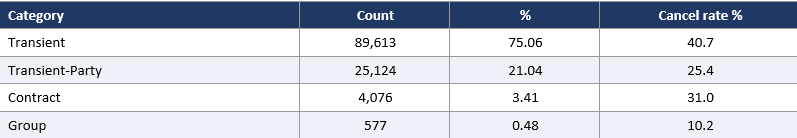 Category Count % Cancel rate %
Transient 89,613 75.06 40.7
Transient-Party 25,124 21.04 25.4
Contract 4,076 3.41 31.0
Group 577 0.48 10.2